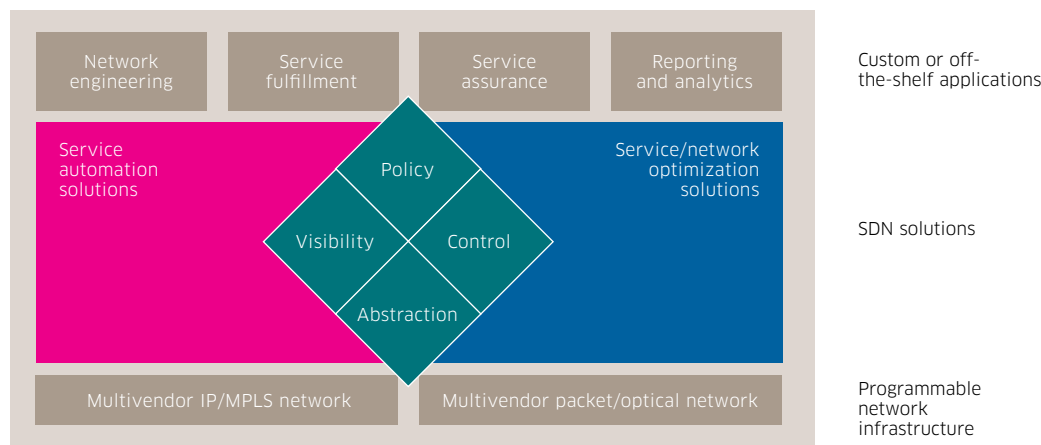 Network
engineering
Service
fulfillment
Service
assurance
Reporting
and analytics
Custom or off-
the-shelf applications
Service
automation
solutions
Service/network
optimization
solutions
Policy
Visibility
Control
Abstraction
SDN solutions
Multivendor IP/MPLS network
Multivendor packet/optical network
Programmable
network
infrastructure